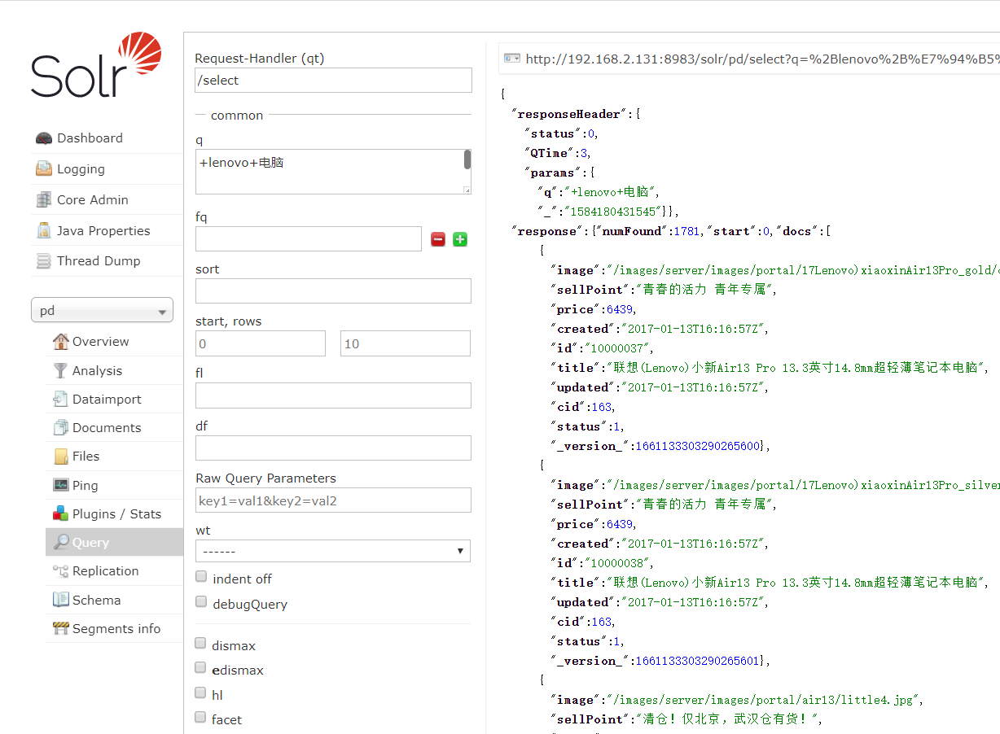 Solr
Dashboard
Logging
Core Admin
Java Properties
Thread Dump
pd
Overview
Analysis
Dataimport
Documents
Files
Ping
Plugins / Stats
Query
Replication
Schema
Segments info
Request-Handler (qt)
/select
common
q
+lenovo+电脑
fq
sort
start, rows
0 10
fl
df
Raw Query Parameters
key1=val1&key2=val2
wt
------
indent off
debugQuery
dismax
edismax
hl
facet
http://192.168.2.131:8983/solr/pd/select?q=%2Blenovo%2B%E7%94%B5%
{
"responseHeader":{
"status":0,
"QTime":3,
"params":{
"q":"+lenovo+电脑",
"_":"1584180431545"}},
"response":{"numFound":1781,"start":0,"docs":[
{
"image":"/images/server/images/portal/17Lenovo)xiaoxinAir13Pro_gold/
"sellPoint":"青春的活力 青年专属",
"price":6439,
"created":"2017-01-13T16:16:57Z",
"id":"10000037",
"title":"联想(Lenovo)小新Air13 Pro 13.3英寸14.8mm超轻薄笔记本电脑",
"updated":"2017-01-13T16:16:57Z",
"cid":163,
"status":1,
"_version_":1661133303290265600},
{
"image":"/images/server/images/portal/17Lenovo)xiaoxinAir13Pro_silver
"sellPoint":"青春的活力 青年专属",
"price":6439,
"created":"2017-01-13T16:16:57Z",
"id":"10000038",
"title":"联想(Lenovo)小新Air13 Pro 13.3英寸14.8mm超轻薄笔记本电脑",
"updated":"2017-01-13T16:16:57Z",
"cid":163,
"status":1,
"_version_":1661133303290265601},
{
"image":"/images/server/images/portal/air13/little4.jpg",
"sellPoint":"清仓！仅北京，武汉仓有货！",